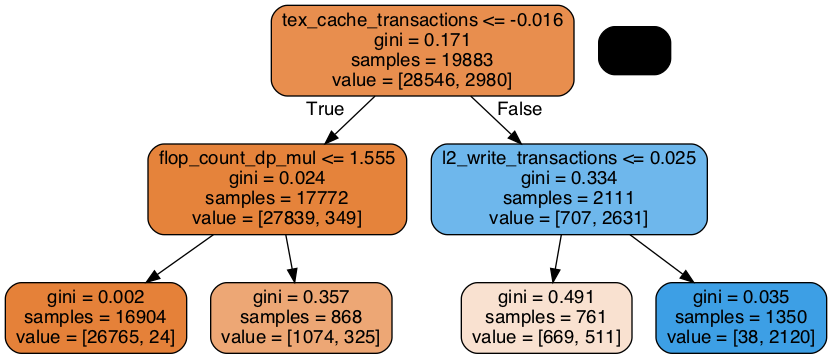 tex_cache_transactions <= -0.016
gini = 0.171
samples = 19883
value = [28546, 2980]
True
False
flop_count_dp_mul <= 1.555
gini = 0.024
samples = 17772
value = [27839, 349]
l2_write_transactions <= 0.025
gini = 0.334
samples = 2111
value = [707, 2631]
gini = 0.002
samples = 16904
value = [26765, 24]
gini = 0.357
samples = 868
value = [1074, 325]
gini = 0.491
samples = 761
value = [669, 511]
gini = 0.035
samples = 1350
value = [38, 2120]